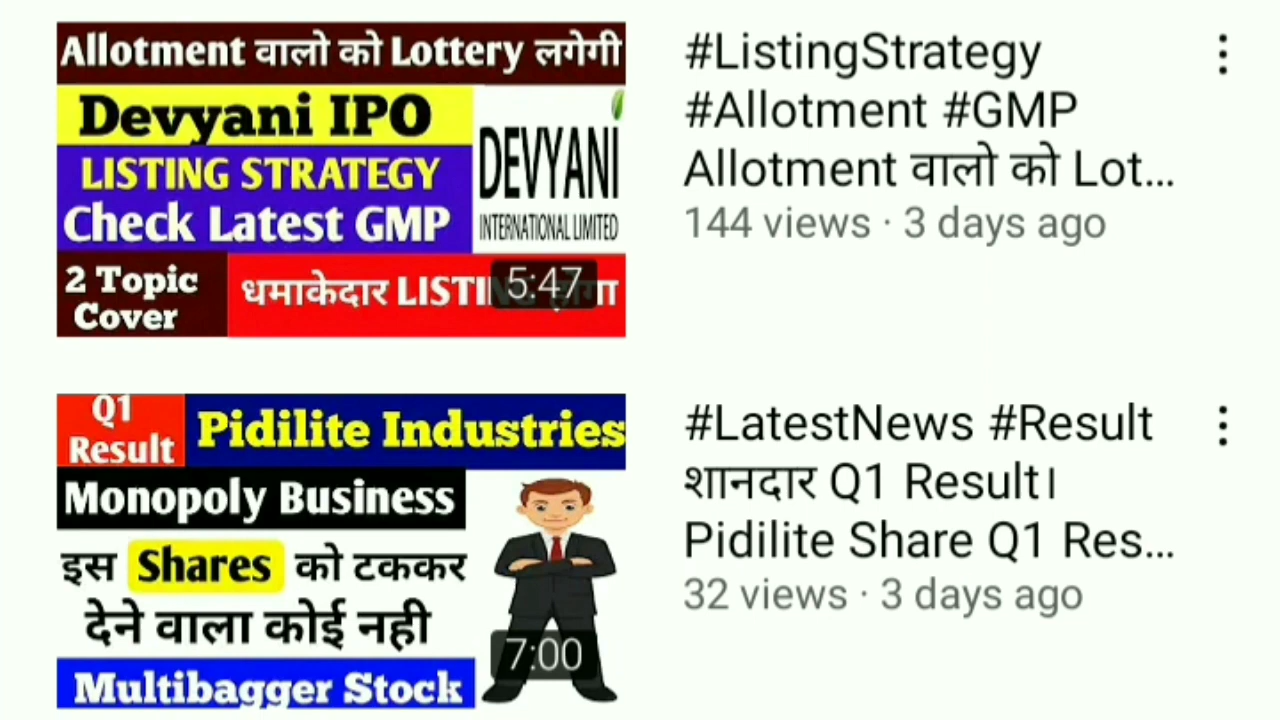 Allotment वालो को Lottery लगेगी
Devyani IPO
LISTING STRATEGY
Check Latest GMP
DEVYANI
INTERNATIONAL LIMITED
2 Topic
Cover
धमाकेदार LISTING होगा
5:47
#ListingStrategy
#Allotment #GMP
Allotment वालो को Lot...
144 views · 3 days ago
Q1
Result
Pidilite Industries
Monopoly Business
इस Shares को टककर
देने वाला कोई नही
Multibagger Stock
7:00
#LatestNews #Result
शानदार Q1 Result।
Pidilite Share Q1 Res...
32 views · 3 days ago